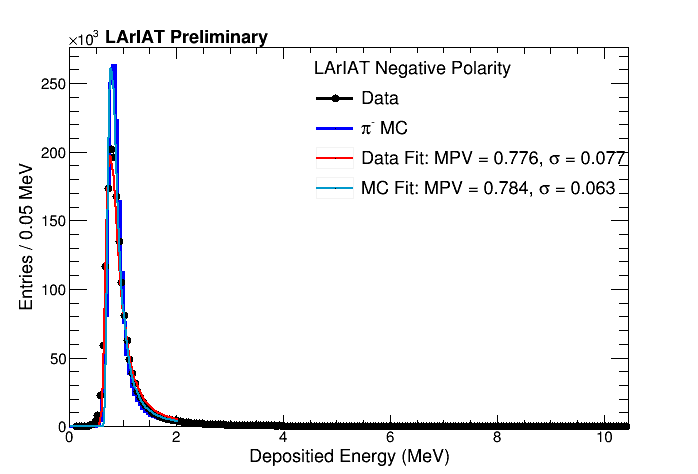 ×10³ LArIAT Preliminary
LArIAT Negative Polarity
Data
π⁻ MC
Data Fit: MPV = 0.776, σ = 0.077
MC Fit: MPV = 0.784, σ = 0.063
Entries / 0.05 MeV
250
200
150
100
50
0
0 2 4 6 8 10
Depositied Energy (MeV)